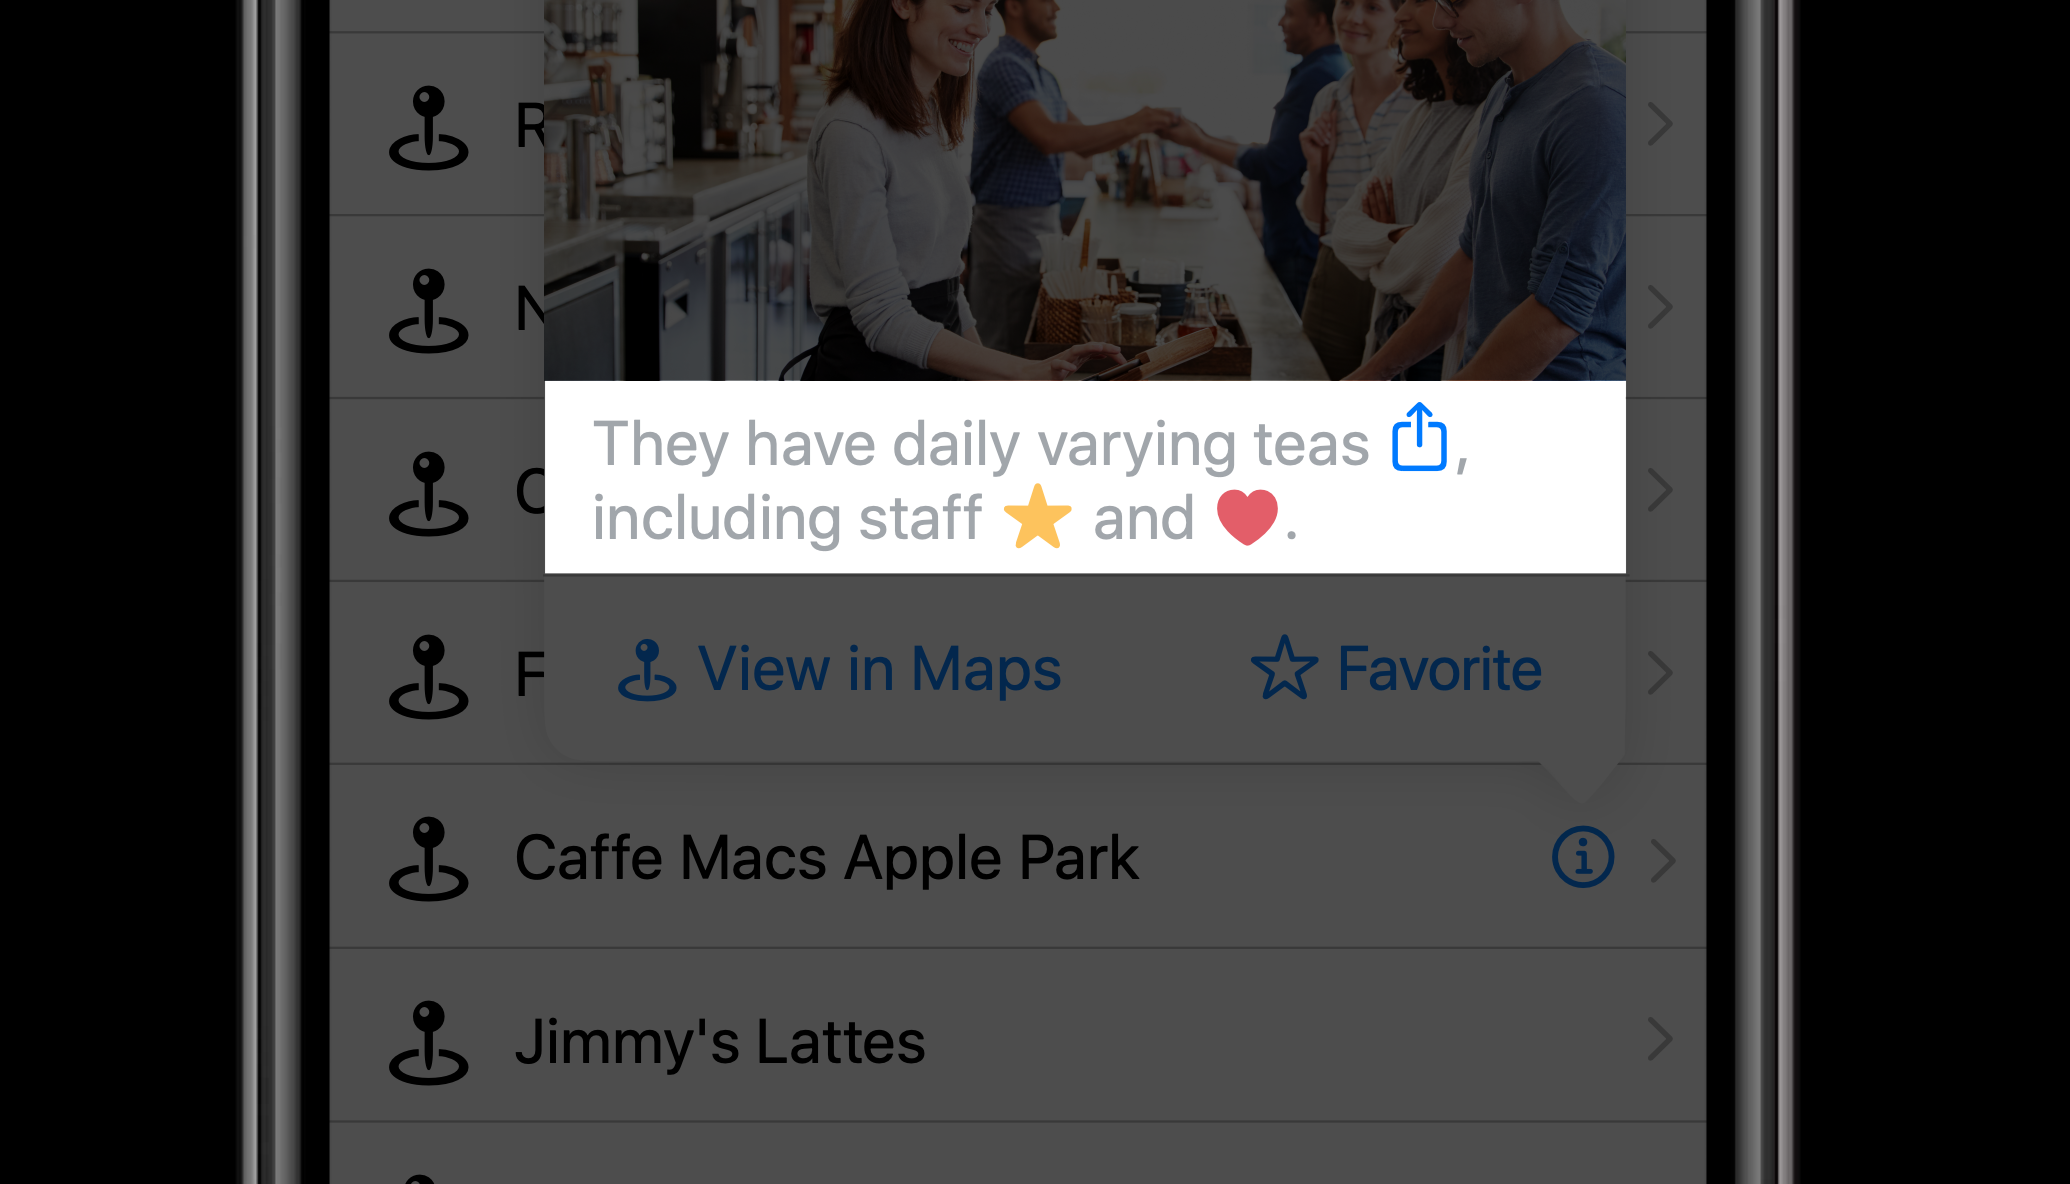 They have daily varying teas ,
including staff ⭐ and ❤.
View in Maps
Favorite
Caffe Macs Apple Park
Jimmy's Lattes